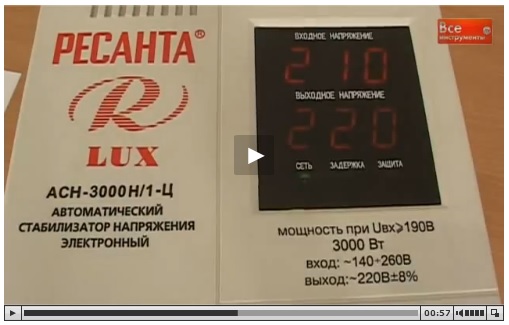 Все
инструменты
РЕСАНТА®
R
LUX
АСН-3000Н/1-Ц
АВТОМАТИЧЕСКИЙ
СТАБИЛИЗАТОР НАПРЯЖЕНИЯ
ЭЛЕКТРОННЫЙ
ВХОДНОЕ НАПРЯЖЕНИЕ
210
ВЫХОДНОЕ НАПРЯЖЕНИЕ
220
СЕТЬ ЗАДЕРЖКА ЗАЩИТА
мощность при Uвх⩾190В
3000 Вт
вход: ~140÷260В
выход:~220В±8%
00:57